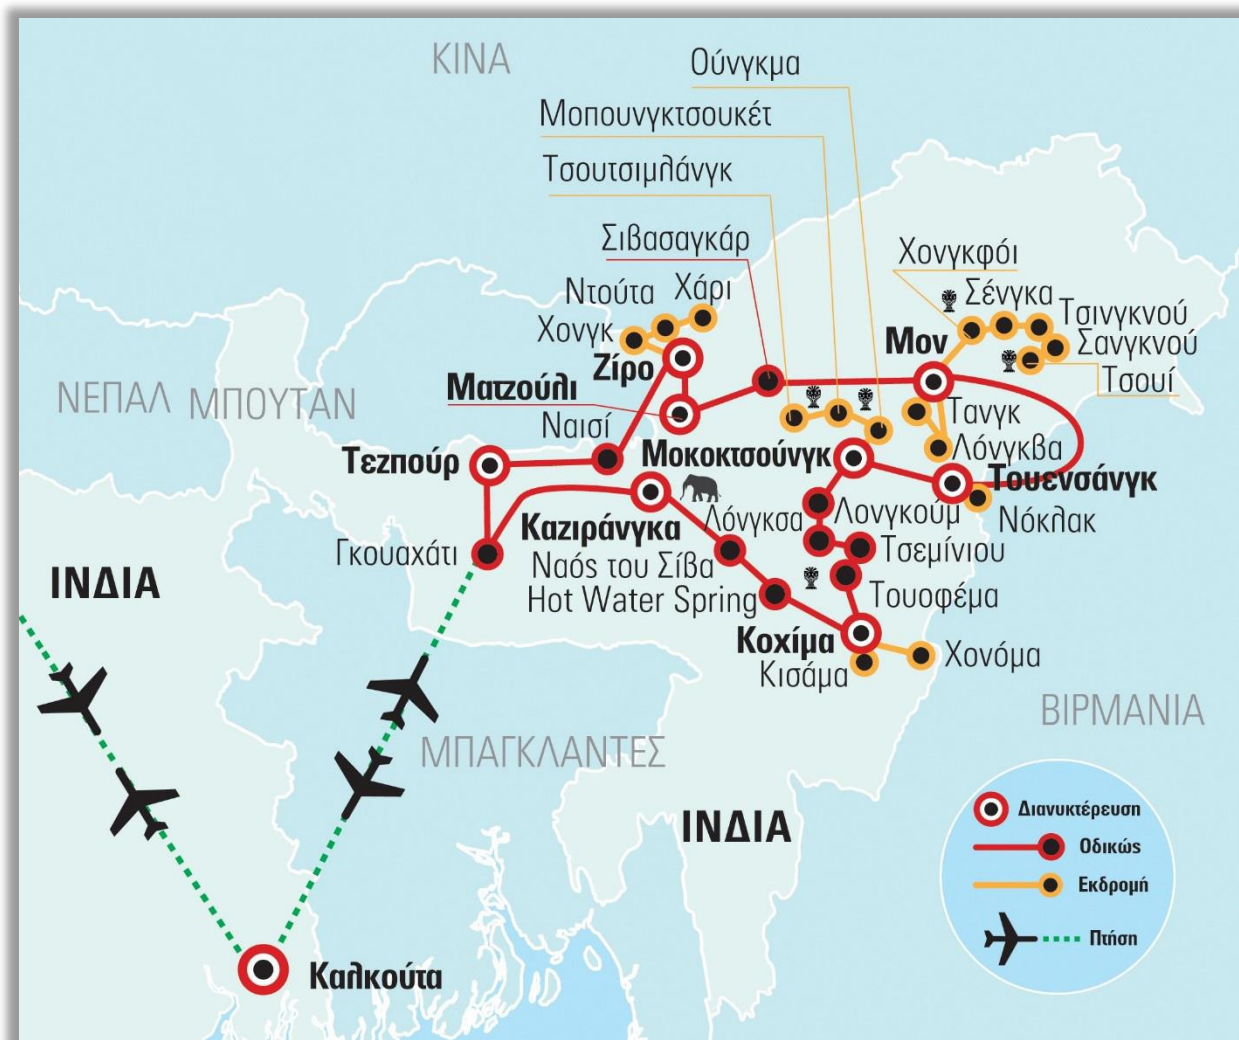 ΚΙΝΑ
Ούνγκμα
Μοπουνγκτσουκέτ
Τσουτσιμλάνγκ
Σιβασαγκάρ
Χονγκφόι
Ντούτα
Χάρι
Σένγκα
Τσινγκνού
Χονγκ
Μον
Σανγκνού
Ζίρο
Τσουί
ΝΕΠΑΛ
ΜΠΟΥΤΑΝ
Ματζούλι
Τανγκ
Ναισί
Λόνγκβα
Τεζπούρ
Μοκοκτσούνγκ
Τουενσάνγκ
Λόνγκσα
Λονγκούμ
Νόκλακ
Καζιράνγκα
Γκουαχάτι
Τσεμίνιου
ΙΝΔΙΑ
Ναός του Σίβα
Hot Water Spring
Τουοφέμα
Κοχίμα
Χονόμα
Κισάμα
ΒΙΡΜΑΝΙΑ
ΜΠΑΓΚΛΑΝΤΕΣ
ΙΝΔΙΑ
Διανυκτέρευση
Οδικώς
Εκδρομή
Πτήση
Καλκούτα